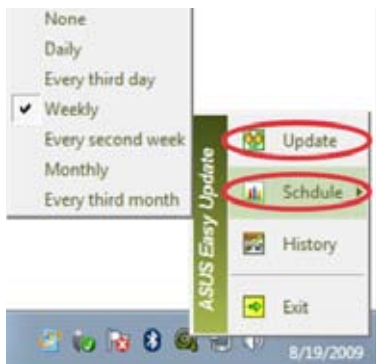 None
Daily
Every third day
Weekly
Every second week
Monthly
Every third month
ASUS Easy Update
Update
Schdule
History
Exit
8/19/2009